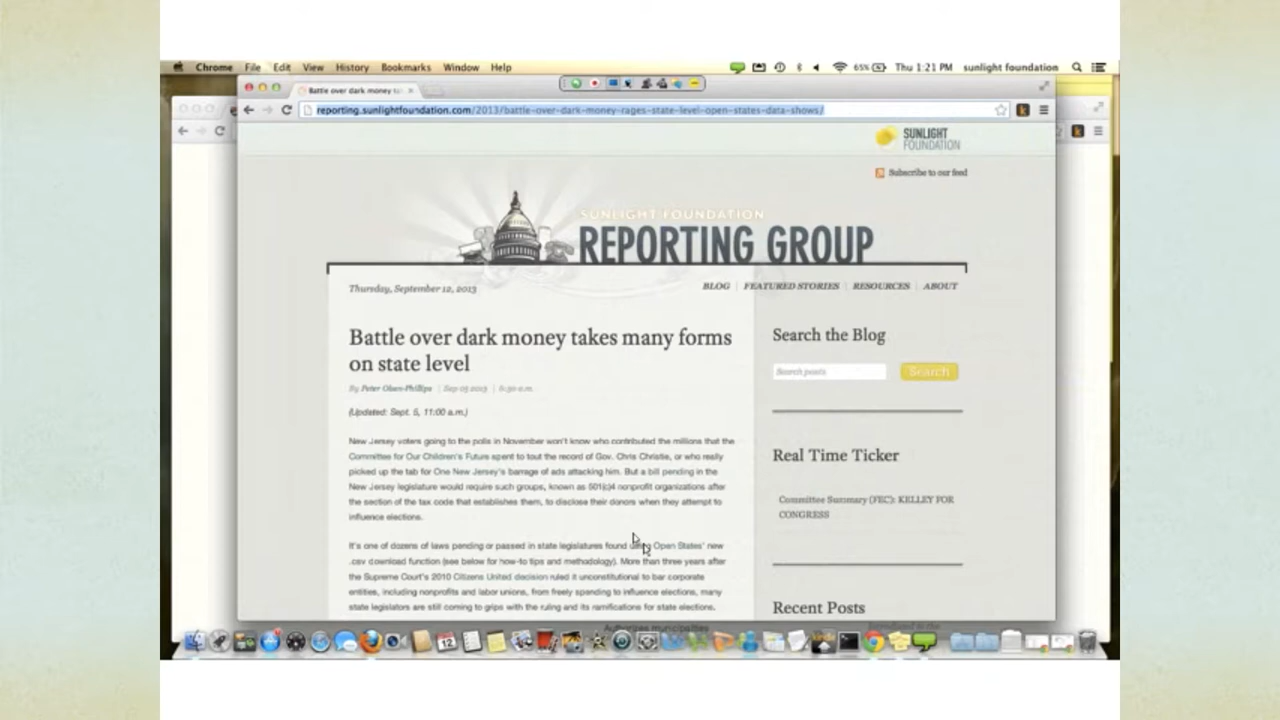 Chrome File Edit View History Bookmarks Window Help 65% Thu 1:21 PM sunlight foundation
Battle over dark money ta
reporting.sunlightfoundation.com/2013/battle-over-dark-money-rages-state-level-open-states-data-shows/
SUNLIGHT
FOUNDATION
Subscribe to our feed
SUNLIGHT FOUNDATION
REPORTING GROUP
Thursday, September 12, 2013
BLOG FEATURED STORIES RESOURCES ABOUT
Battle over dark money takes many forms
on state level
By Peter Olsen-Phillips | Sep 05 2013 | 8:30 a.m.
(Updated: Sept. 5, 11:00 a.m.)
New Jersey voters going to the polls in November won't know who contributed the millions that the
Committee for Our Children's Future spent to tout the record of Gov. Chris Christie, or who really
picked up the tab for One New Jersey's barrage of ads attacking him. But a bill pending in the
New Jersey legislature would require such groups, known as 501(c)4 nonprofit organizations after
the section of the tax code that establishes them, to disclose their donors when they attempt to
influence elections.
It's one of dozens of laws pending or passed in state legislatures found using Open States' new
.csv download function (see below for how-to tips and methodology). More than three years after
the Supreme Court's 2010 Citizens United decision ruled it unconstitutional to bar corporate
entities, including nonprofits and labor unions, from freely spending to influence elections, many
state legislators are still coming to grips with the ruling and its ramifications for state elections.
Search the Blog
Search posts Search
Real Time Ticker
Committee Summary (FEC): KELLEY FOR
CONGRESS
Recent Posts
Authorizes municipalities
12
kindle